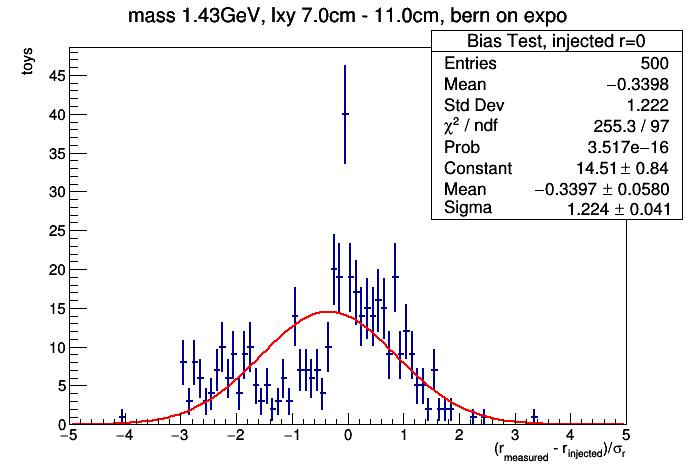 mass 1.43GeV, lxy 7.0cm - 11.0cm, bern on expo
toys
Bias Test, injected r=0
Entries 500
Mean −0.3398
Std Dev 1.222
χ² / ndf 255.3 / 97
Prob 3.517e−16
Constant 14.51 ± 0.84
Mean −0.3397 ± 0.0580
Sigma 1.224 ± 0.041
45
40
35
30
25
20
15
10
5
0
−5 −4 −3 −2 −1 0 1 2 3 4 5
(r_measured - r_injected)/σ_r